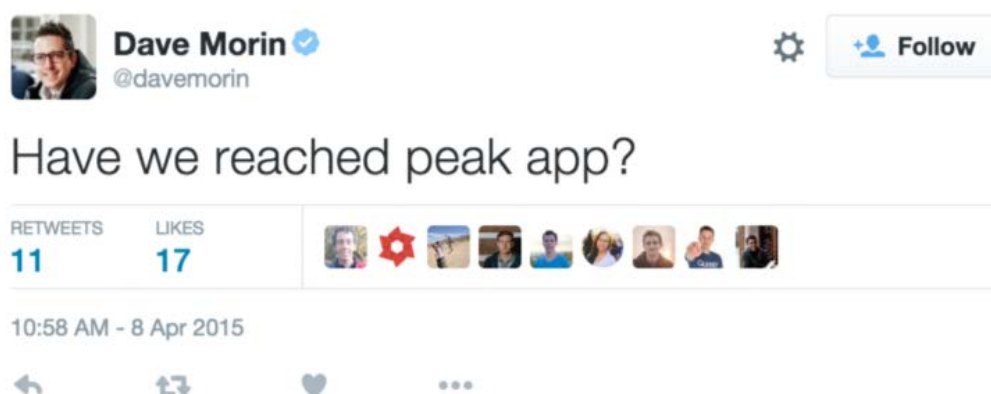 Dave Morin
@davemorin
Follow
Have we reached peak app?
RETWEETS LIKES
11 17
10:58 AM - 8 Apr 2015